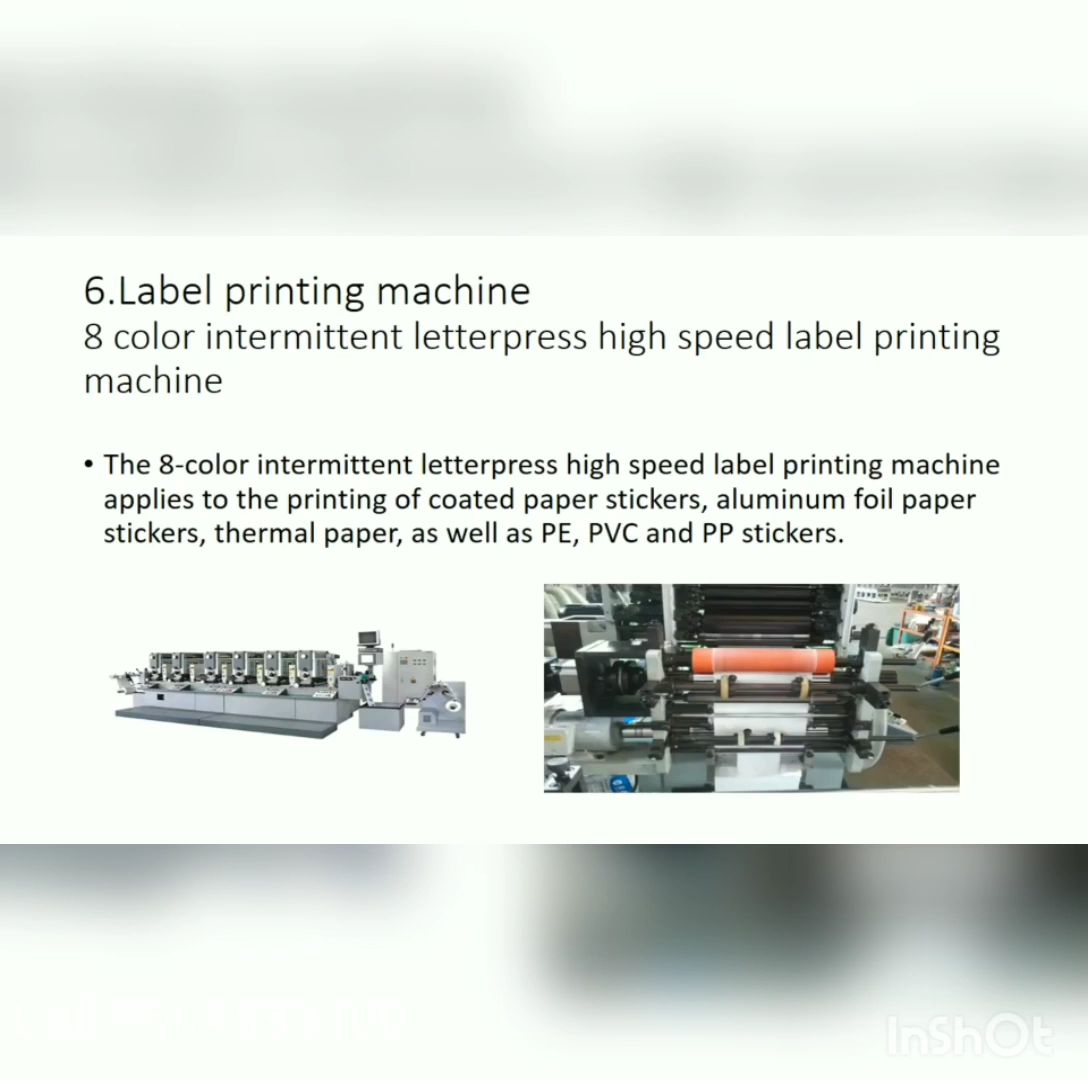 6.Label printing machine
8 color intermittent letterpress high speed label printing
machine
• The 8-color intermittent letterpress high speed label printing machine
applies to the printing of coated paper stickers, aluminum foil paper
stickers, thermal paper, as well as PE, PVC and PP stickers.
InShOt